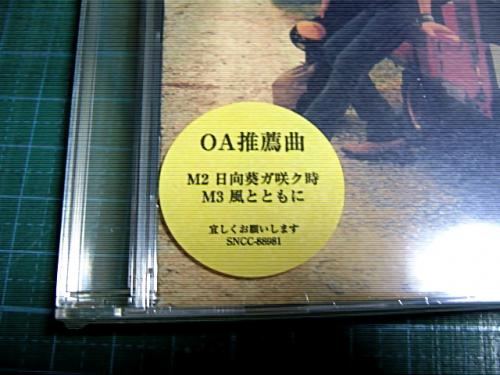 OA推薦曲
M2 日向葵ガ咲ク時
M3 風とともに
宜しくお願いします
SNCC-88981